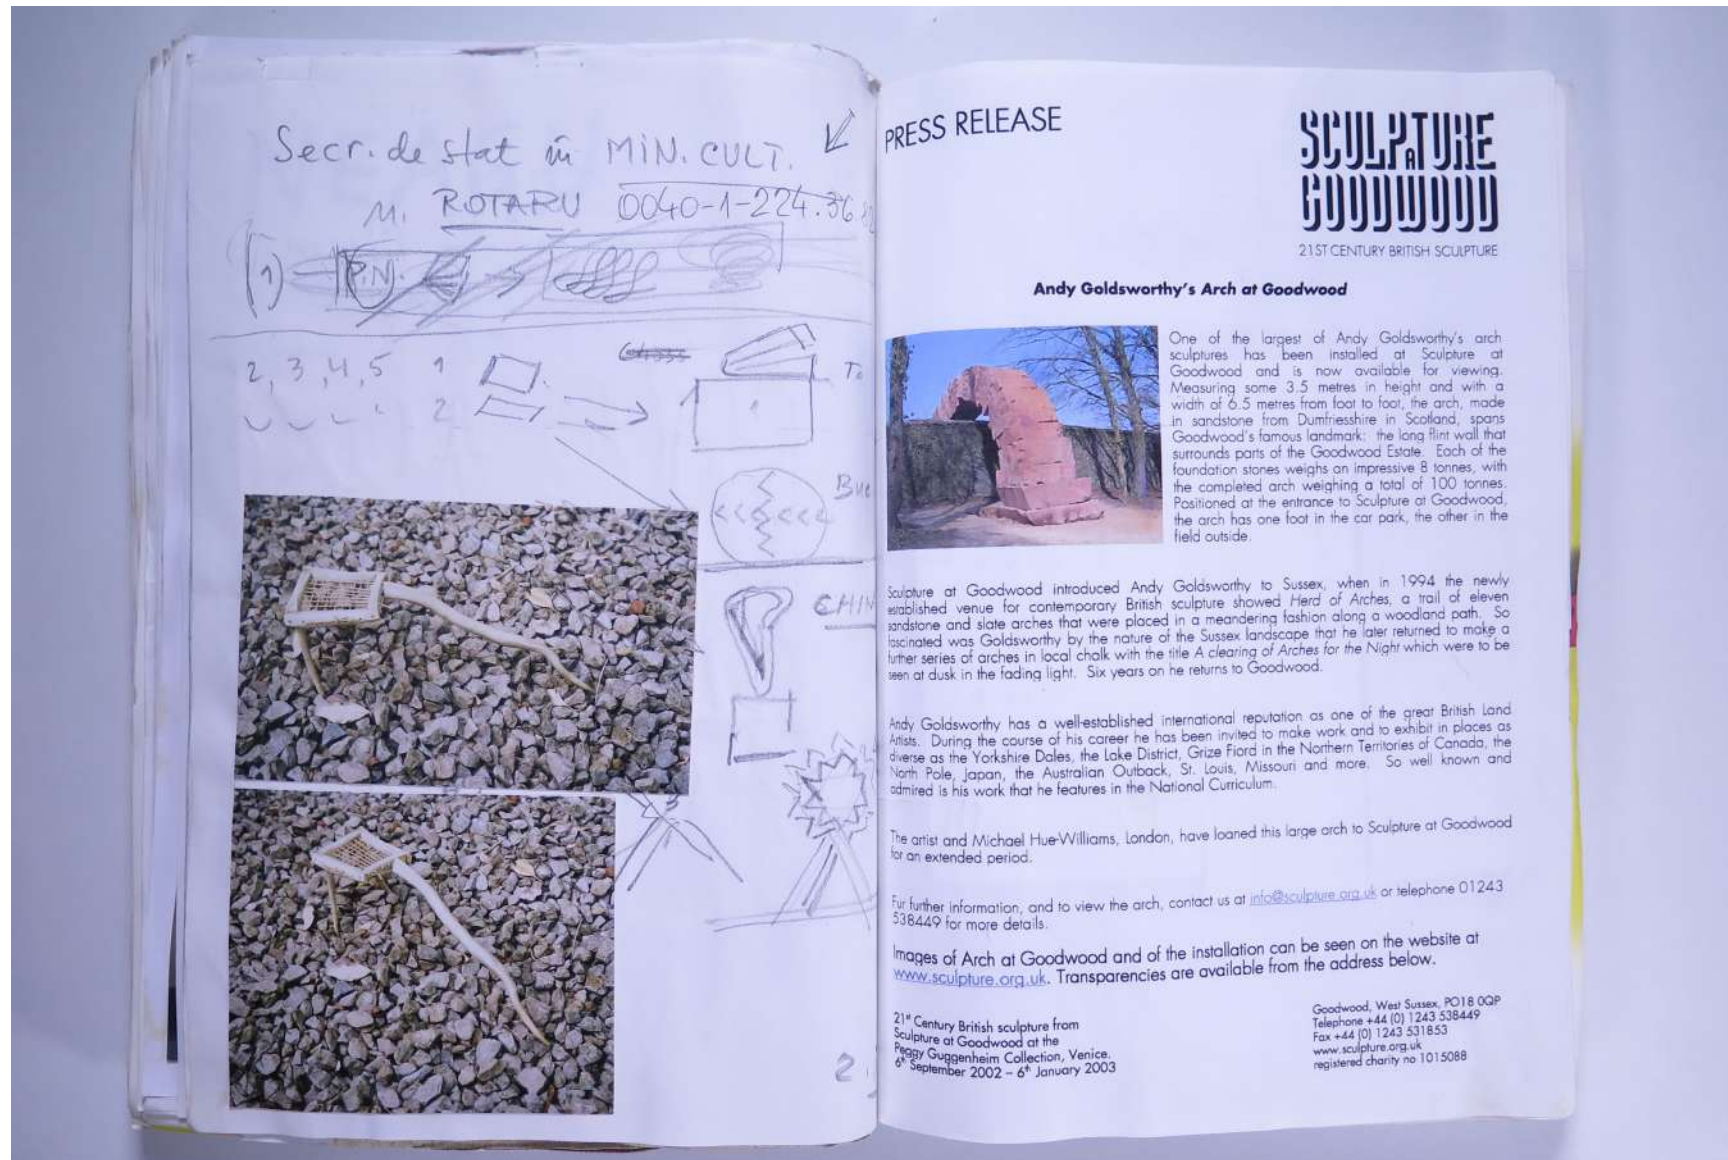 Secr. de stat în MIN. CULT.
M. ROTARU 0040-1-224.36.
(1) P.N.
2, 3, 4, 5 1
2
To
1
Buc
CHIN
2
PRESS RELEASE
SCULPTURE
AT
GOODWOOD
21ST CENTURY BRITISH SCULPTURE
Andy Goldsworthy's Arch at Goodwood
One of the largest of Andy Goldsworthy's arch
sculptures has been installed at Sculpture at
Goodwood and is now available for viewing.
Measuring some 3.5 metres in height and with a
width of 6.5 metres from foot to foot, the arch, made
in sandstone from Dumfriesshire in Scotland, spans
Goodwood's famous landmark: the long flint wall that
surrounds parts of the Goodwood Estate. Each of the
foundation stones weighs an impressive 8 tonnes, with
the completed arch weighing a total of 100 tonnes.
Positioned at the entrance to Sculpture at Goodwood,
the arch has one foot in the car park, the other in the
field outside.
Sculpture at Goodwood introduced Andy Goldsworthy to Sussex, when in 1994 the newly
established venue for contemporary British sculpture showed Herd of Arches, a trail of eleven
sandstone and slate arches that were placed in a meandering fashion along a woodland path. So
fascinated was Goldsworthy by the nature of the Sussex landscape that he later returned to make a
further series of arches in local chalk with the title A clearing of Arches for the Night which were to be
seen at dusk in the fading light. Six years on he returns to Goodwood.
Andy Goldsworthy has a well-established international reputation as one of the great British Land
Artists. During the course of his career he has been invited to make work and to exhibit in places as
diverse as the Yorkshire Dales, the Lake District, Grize Fiord in the Northern Territories of Canada, the
North Pole, Japan, the Australian Outback, St. Louis, Missouri and more. So well known and
admired is his work that he features in the National Curriculum.
The artist and Michael Hue-Williams, London, have loaned this large arch to Sculpture at Goodwood
for an extended period.
Fur further information, and to view the arch, contact us at info@sculpture.org.uk or telephone 01243
538449 for more details.
Images of Arch at Goodwood and of the installation can be seen on the website at
www.sculpture.org.uk. Transparencies are available from the address below.
21st Century British sculpture from
Sculpture at Goodwood at the
Peggy Guggenheim Collection, Venice.
6th September 2002 – 6th January 2003
Goodwood, West Sussex, PO18 0QP
Telephone +44 (0) 1243 538449
Fax +44 (0) 1243 531853
www.sculpture.org.uk
registered charity no 1015088